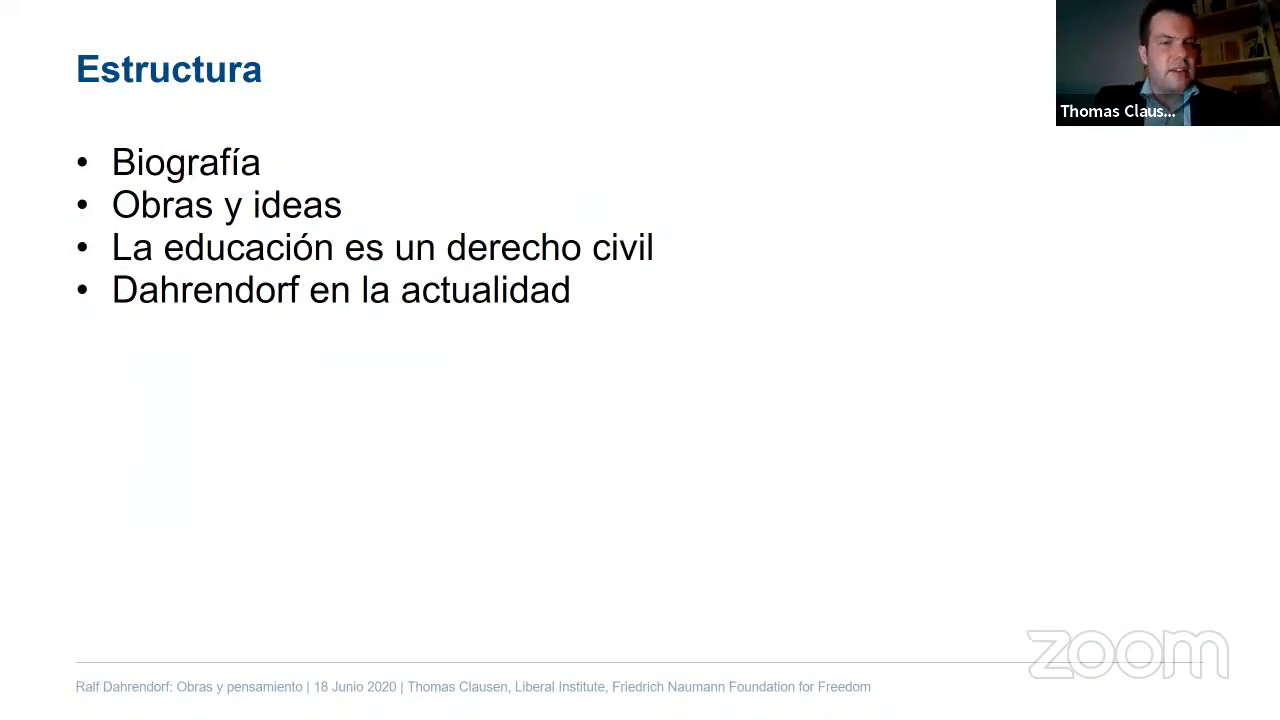 Estructura
Thomas Claus...
• Biografía
• Obras y ideas
• La educación es un derecho civil
• Dahrendorf en la actualidad
zoom
Ralf Dahrendorf: Obras y pensamiento | 18 Junio 2020 | Thomas Clausen, Liberal Institute, Friedrich Naumann Foundation for Freedom